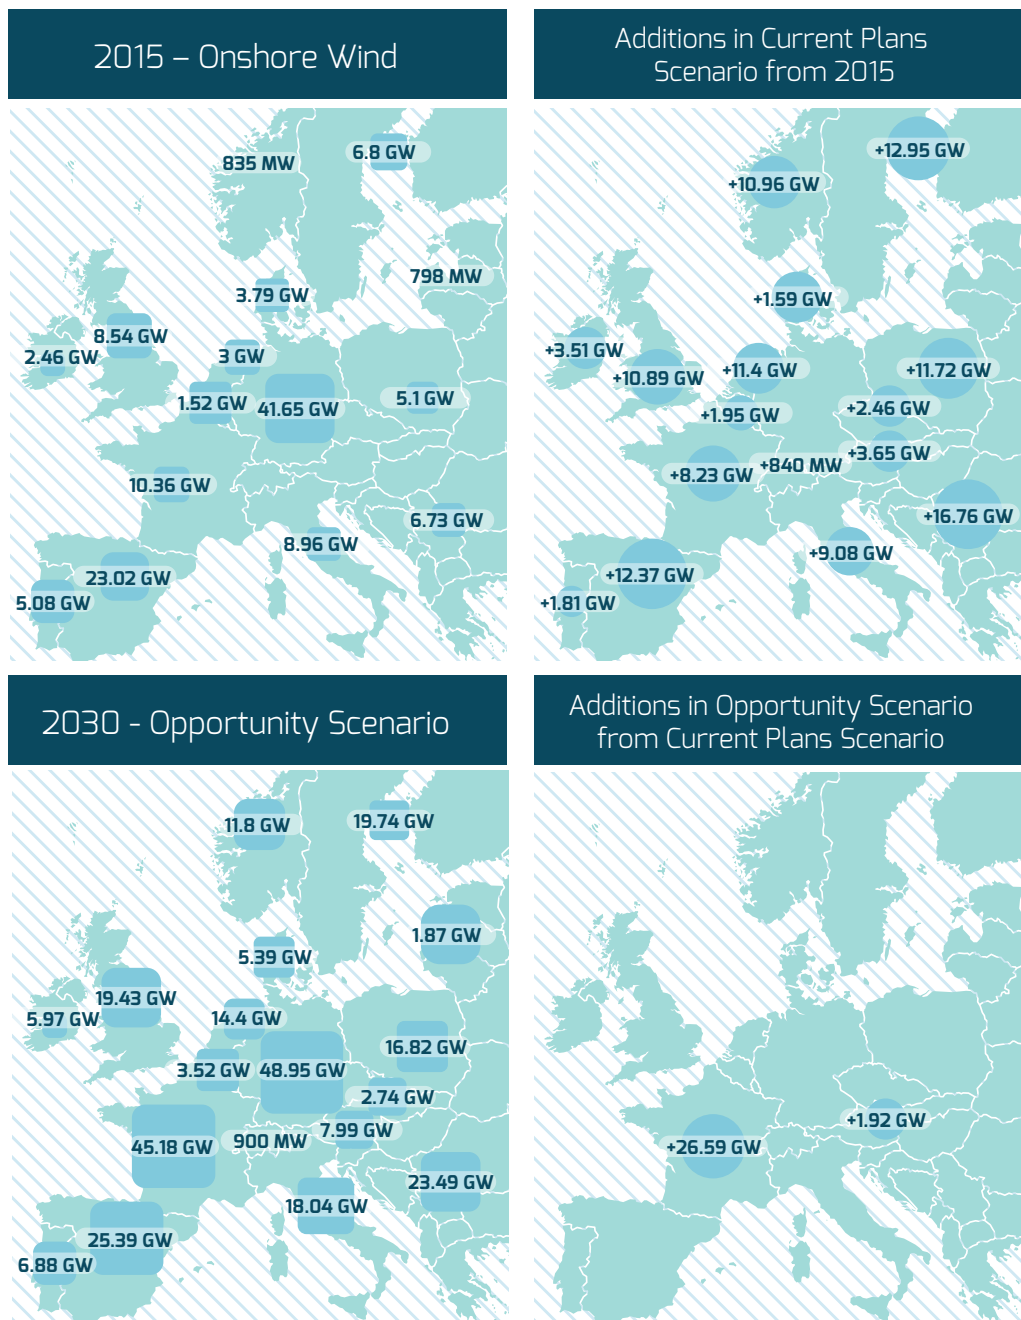 2015 – Onshore Wind
835 MW
6.8 GW
798 MW
3.79 GW
8.54 GW
2.46 GW
3 GW
1.52 GW
41.65 GW
5.1 GW
10.36 GW
6.73 GW
8.96 GW
23.02 GW
5.08 GW
Additions in Current Plans
Scenario from 2015
+12.95 GW
+10.96 GW
+1.59 GW
+3.51 GW
+10.89 GW
+11.4 GW
+11.72 GW
+1.95 GW
+2.46 GW
+3.65 GW
+840 MW
+8.23 GW
+16.76 GW
+9.08 GW
+12.37 GW
+1.81 GW
2030 - Opportunity Scenario
11.8 GW
19.74 GW
1.87 GW
5.39 GW
19.43 GW
5.97 GW
14.4 GW
16.82 GW
3.52 GW
48.95 GW
2.74 GW
7.99 GW
900 MW
45.18 GW
23.49 GW
18.04 GW
25.39 GW
6.88 GW
Additions in Opportunity Scenario
from Current Plans Scenario
+1.92 GW
+26.59 GW